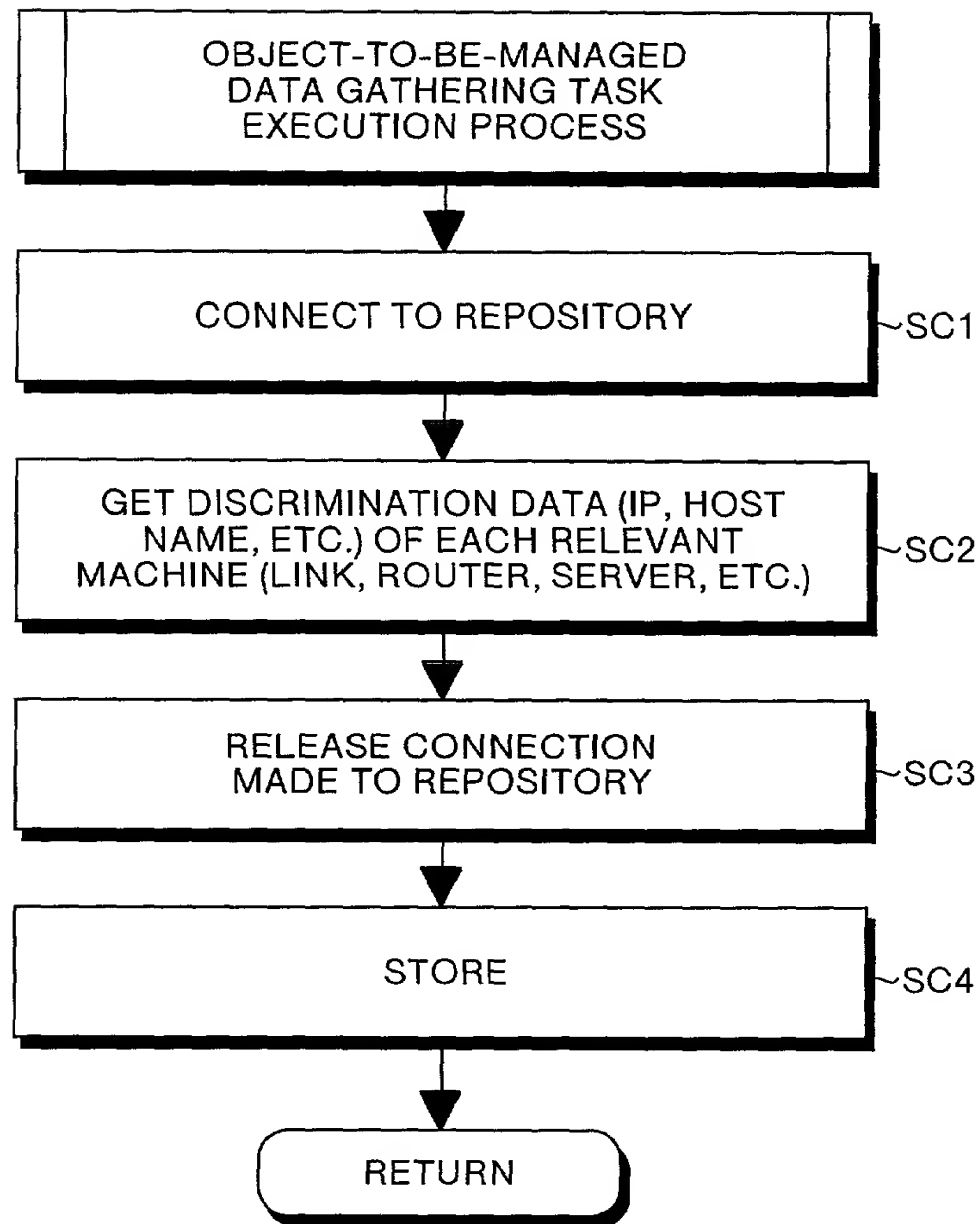 OBJECT-TO-BE-MANAGED
DATA GATHERING TASK
EXECUTION PROCESS
CONNECT TO REPOSITORY
~SC1
GET DISCRIMINATION DATA (IP, HOST
NAME, ETC.) OF EACH RELEVANT
MACHINE (LINK, ROUTER, SERVER, ETC.)
~SC2
RELEASE CONNECTION
MADE TO REPOSITORY
~SC3
STORE
~SC4
RETURN